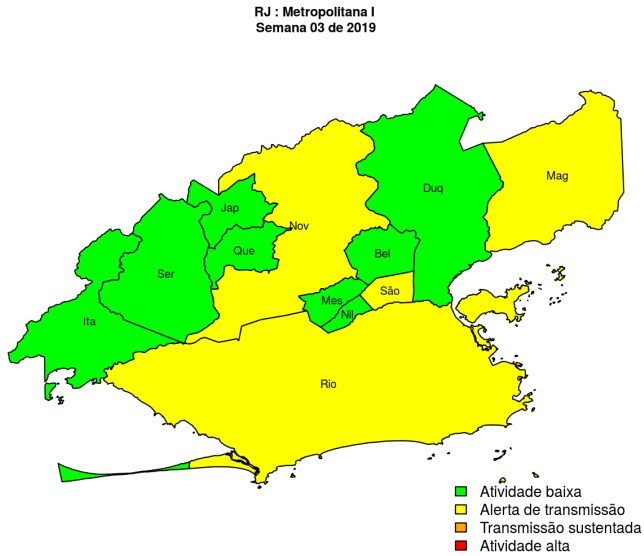 RJ : Metropolitana I
Semana 03 de 2019
Mag
Duq
Jap
Nov
Que
Bel
Ser
São
Mes
Nil
Ita
Rio
Atividade baixa
Alerta de transmissão
Transmissão sustentada
Atividade alta